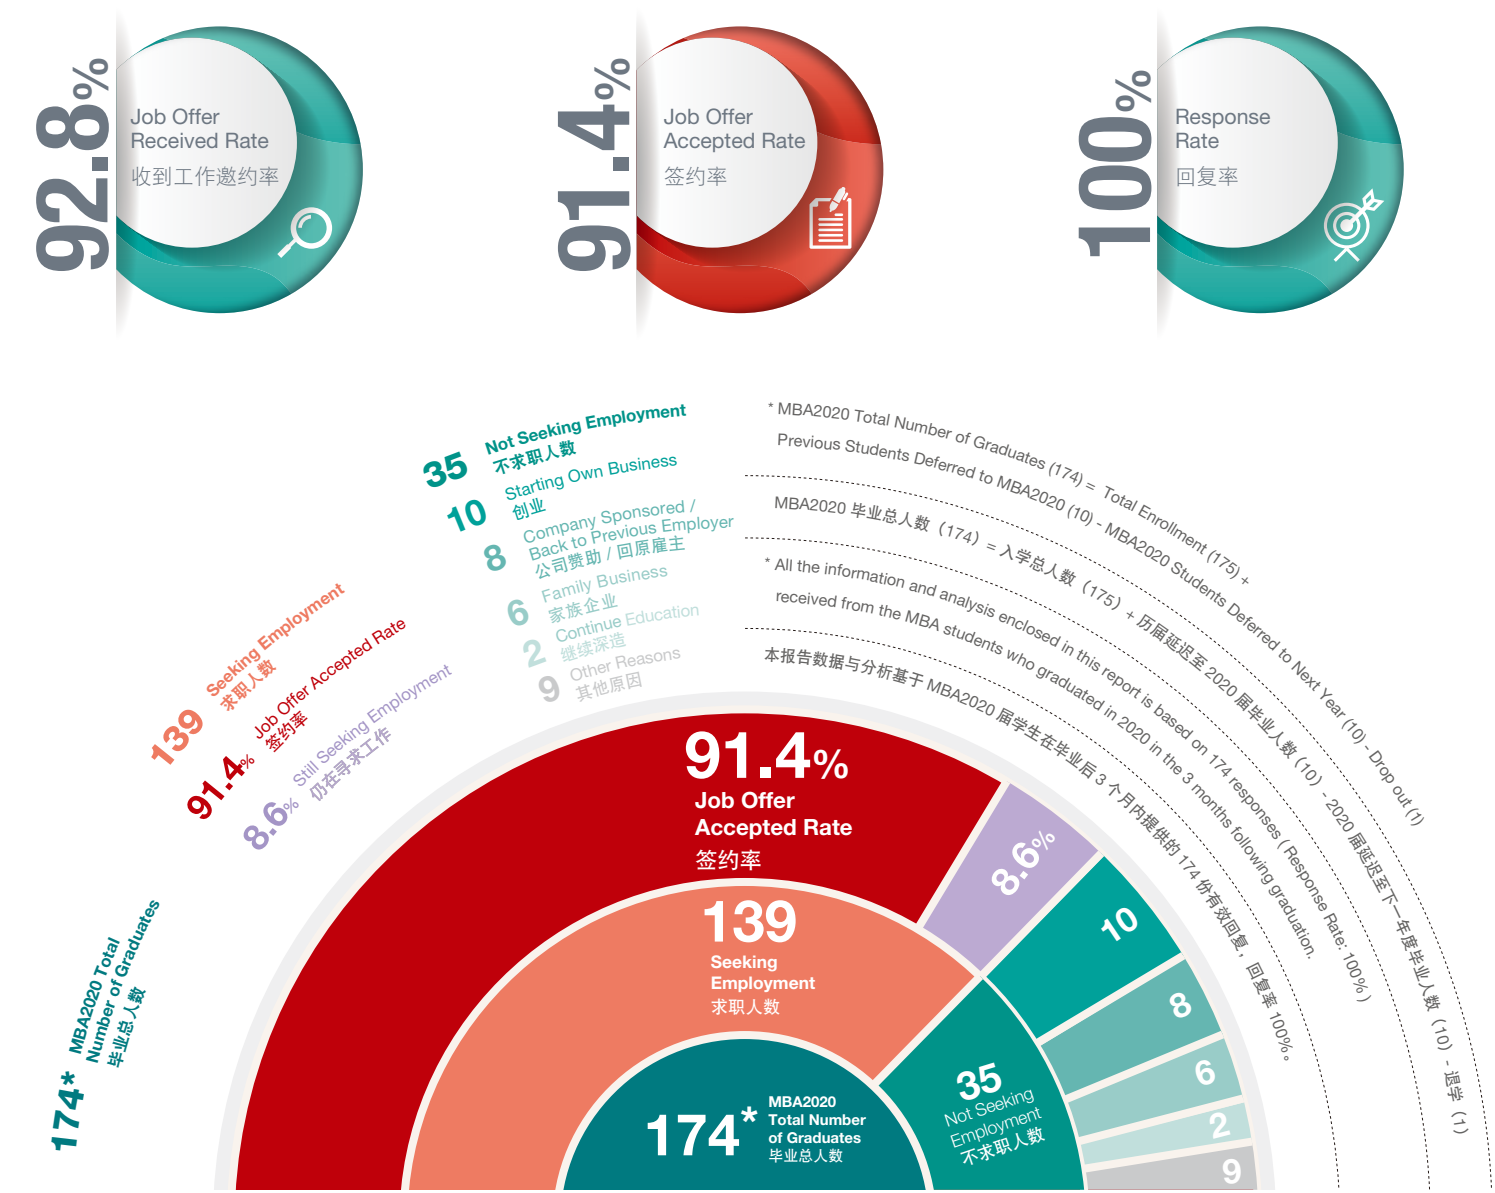 92.8%
Job Offer
Received Rate
收到工作邀约率
91.4%
Job Offer
Accepted Rate
签约率
100%
Response
Rate
回复率
35 Not Seeking Employment
不求职人数
10 Starting Own Business
创业
8 Company Sponsored /
Back to Previous Employer
公司赞助 / 回原雇主
6 Family Business
家族企业
2 Continue Education
继续深造
9 Other Reasons
其他原因
139 Seeking Employment
求职人数
91.4% Job Offer Accepted Rate
签约率
8.6% Still Seeking Employment
仍在寻求工作
174* MBA2020 Total
Number of Graduates
毕业总人数
* MBA2020 Total Number of Graduates (174) = Total Enrollment (175) +
Previous Students Deferred to MBA2020 (10) - MBA2020 Students Deferred to Next Year (10) - Drop out (1)
MBA2020 毕业总人数（174）= 入学总人数（175）+ 历届延迟至 2020 届毕业人数（10）- 2020 届延迟至下一年度毕业人数（10）- 退学（1）
* All the information and analysis enclosed in this report is based on 174 responses ( Response Rate: 100% )
received from the MBA students who graduated in 2020 in the 3 months following graduation.
本报告数据与分析基于 MBA2020 届学生在毕业后 3 个月内提供的 174 份有效回复，回复率 100%。
91.4%
Job Offer
Accepted Rate
签约率
8.6%
139
Seeking
Employment
求职人数
10
8
6
2
9
35
Not Seeking
Employment
不求职人数
174*
MBA2020
Total Number
of Graduates
毕业总人数